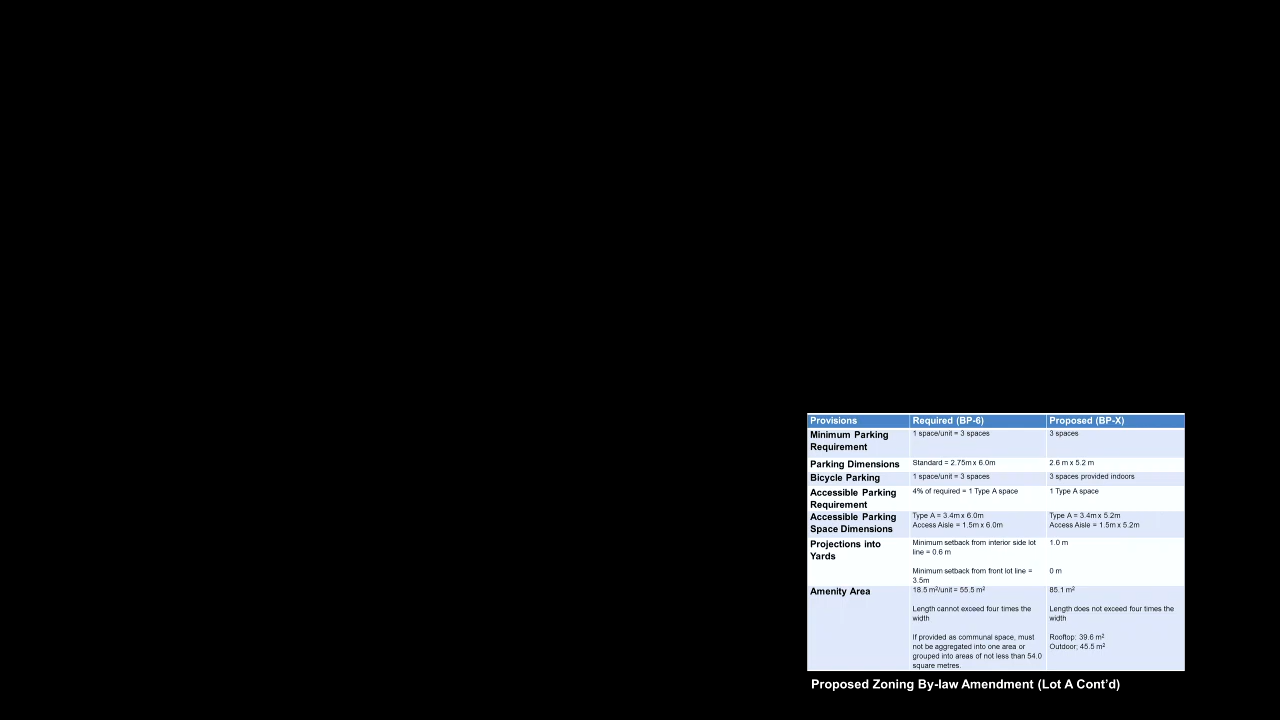 Provisions Required (BP-6) Proposed (BP-X)
Minimum Parking Requirement 1 space/unit = 3 spaces 3 spaces
Parking Dimensions Standard = 2.75m x 6.0m 2.6 m x 5.2 m
Bicycle Parking 1 space/unit = 3 spaces 3 spaces provided indoors
Accessible Parking Requirement 4% of required = 1 Type A space 1 Type A space
Accessible Parking Space Dimensions Type A = 3.4m x 6.0m Type A = 3.4m x 5.2m
Access Aisle = 1.5m x 6.0m Access Aisle = 1.5m x 5.2m
Projections into Yards Minimum setback from interior side lot line = 0.6 m 1.0 m
Minimum setback from front lot line = 3.5m 0 m
Amenity Area 18.5 m²/unit = 55.5 m² 85.1 m²
Length cannot exceed four times the width Length does not exceed four times the width
If provided as communal space, must not be aggregated into one area or grouped into areas of not less than 54.0 square metres. Rooftop: 39.6 m²
Outdoor: 45.5 m²
Proposed Zoning By-law Amendment (Lot A Cont'd)